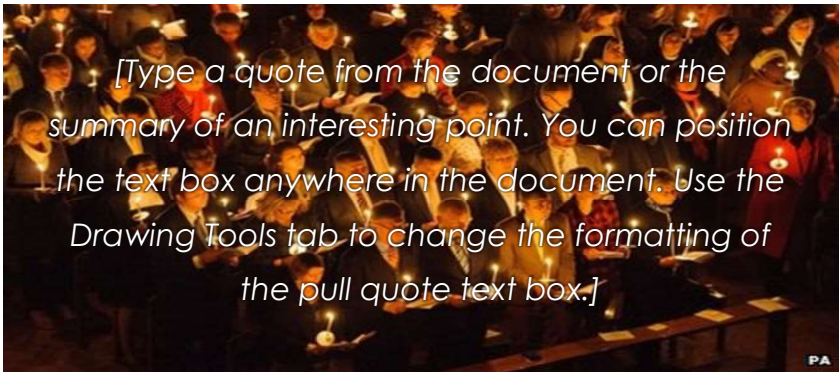 [Type a quote from the document or the
summary of an interesting point. You can position
the text box anywhere in the document. Use the
Drawing Tools tab to change the formatting of
the pull quote text box.]
PA